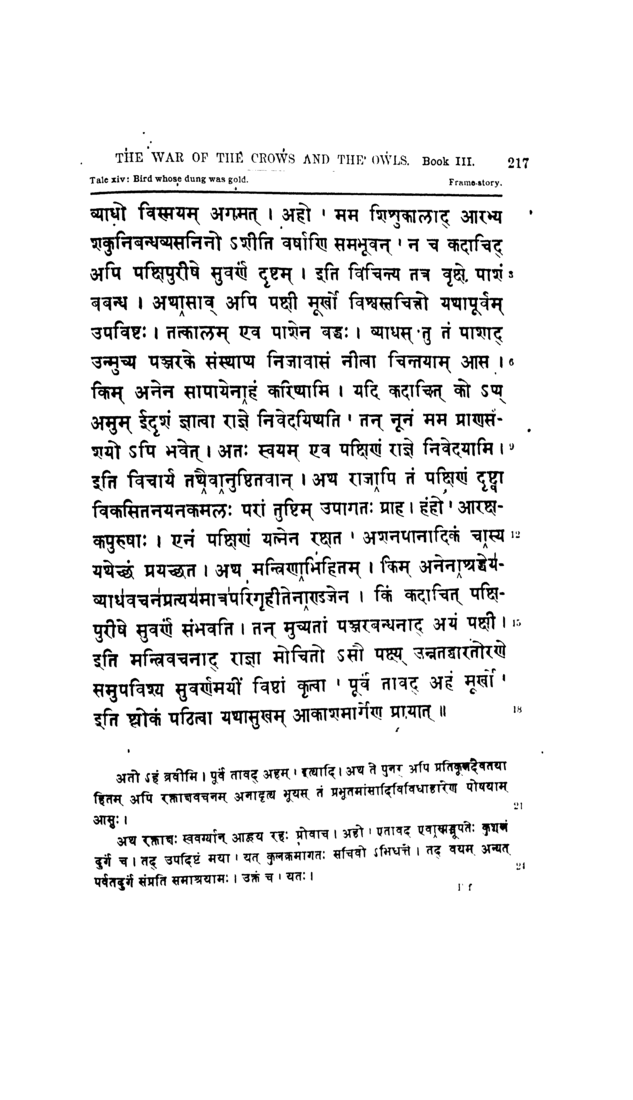 THE WAR OF THE CROWS AND THE OWLS. Book III. 217
Tale xiv: Bird whose dung was gold. Frame-story.
व्याधो विस्मयम् अगमत् । अहो ' मम शिशुकालाद् आरभ्य
शकुनिबन्धव्यसनिनो ऽशीति वर्षाणि समभूवन् ' न च कदाचिद्
अपि पक्षिपुरीषे सुवर्णं दृष्टम् । इति विचिन्त्य तत्र वृक्षे पाशं 3
बबन्ध । अथासाव् अपि पक्षी मूर्खो विश्वस्तचित्तो यथापूर्वम्
उपविष्टः । तत्कालम् एव पाशेन बद्धः । व्याधस् तु तं पाशाद्
उन्मुच्य पञ्जरके संस्थाप्य निजावासं नीत्वा चिन्तयाम् आस । 6
किम् अनेन सापायेनाहं करिष्यामि । यदि कदाचित् को ऽप्य्
अमुम् ईदृशं ज्ञात्वा राज्ञे निवेदयिष्यति ' तन् नूनं मम प्राणसं-
शयो ऽपि भवेत् । अतः स्वयम् एव पक्षिणं राज्ञे निवेदयामि । 9
इति विचार्य तथैवानुष्ठितवान् । अथ राजापि तं पक्षिणं दृष्ट्वा
विकसितनयनकमलः परां तुष्टिम् उपागतः प्राह । हंहो ' आरक्ष-
कपुरुषाः । एनं पक्षिणं यत्नेन रक्षत ' अशनपानादिकं चास्य 12
यथेच्छं प्रयच्छत । अथ मन्त्रिणाभिहितम् । किम् अनेनाश्रद्धेय-
व्याधवचनप्रत्ययमात्रपरिगृहीतेनाण्डजेन । किं कदाचित् पक्षि-
पुरीषे सुवर्णं संभवति । तन् मुच्यतां पञ्जरबन्धनाद् अयं पक्षी । 15
इति मन्त्रिवचनाद् राज्ञा मोचितो ऽसौ पक्ष्य् उन्नतद्वारतोरणे
समुपविश्य सुवर्णमयीं विष्ठां कृत्वा ' पूर्वं तावद् अहं मूर्खो '
इति श्लोकं पठित्वा यथासुखम् आकाशमार्गेण प्रायात् ॥ 18
अतो ऽहं ब्रवीमि । पूर्वं तावद् अहम् ' इत्यादि । अथ ते पुनर् अपि प्रतिकूलदैवतया
हितम् अपि रक्ताक्षवचनम् अनादृत्य भूयस् तं प्रभूतमांसादिविविधाहारेण पोषयाम्
आसुः । 21
अथ रक्ताक्षः स्ववर्ग्यान् आहूय रहः प्रोवाच । अहो ' एतावद् एवास्मद्भूपतेः कुशलं
दुर्गं च । तद् उपदिष्टं मया ' यत् कुलक्रमागतः सचिवो ऽभिधत्ते । तद् वयम् अन्यत्
पर्वतदुर्गं संप्रति समाश्रयामः । उक्तं च ' यतः । 24
F f